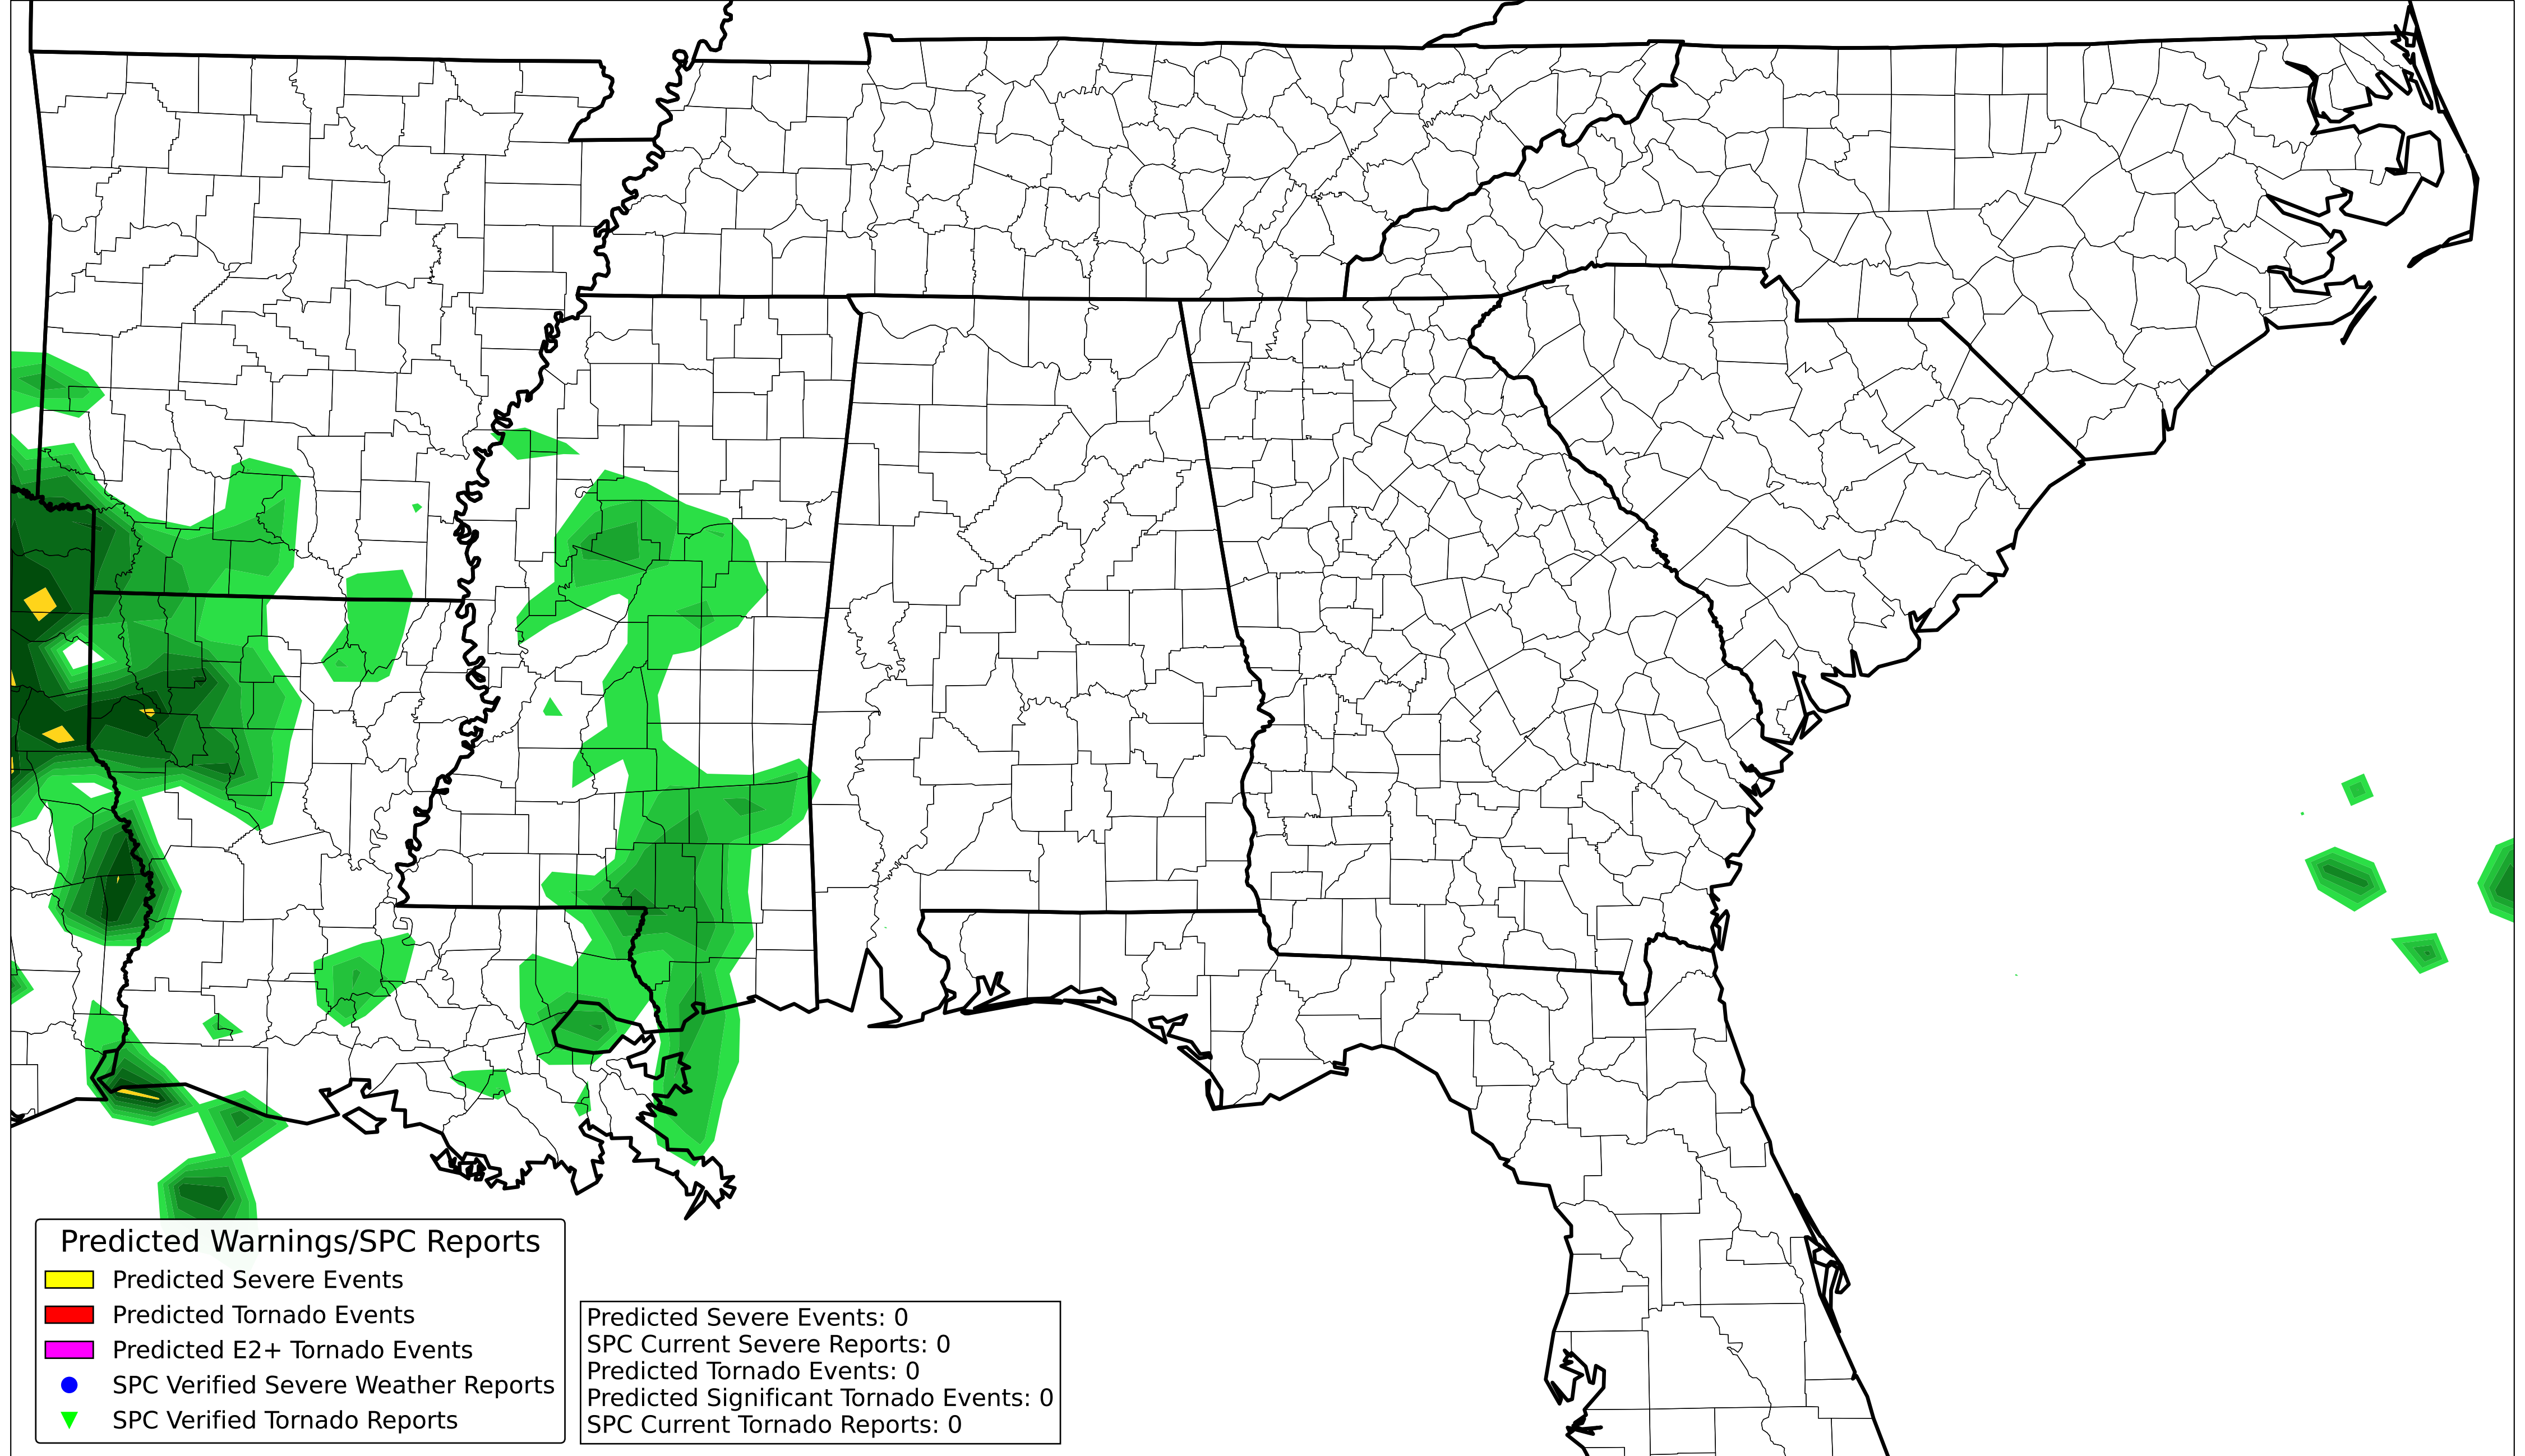 Predicted Warnings/SPC Reports
Predicted Severe Events
Predicted Tornado Events
Predicted E2+ Tornado Events
SPC Verified Severe Weather Reports
SPC Verified Tornado Reports
Predicted Severe Events: 0
SPC Current Severe Reports: 0
Predicted Tornado Events: 0
Predicted Significant Tornado Events: 0
SPC Current Tornado Reports: 0